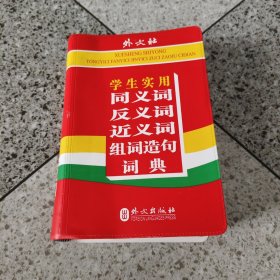 外文社
XUESHENG SHIYONG
TONGYICI FANYICI JINYICI ZUCI ZAOJU CIDIAN
学生实用
同义词
反义词
近义词
组词造句
词典
外文出版社